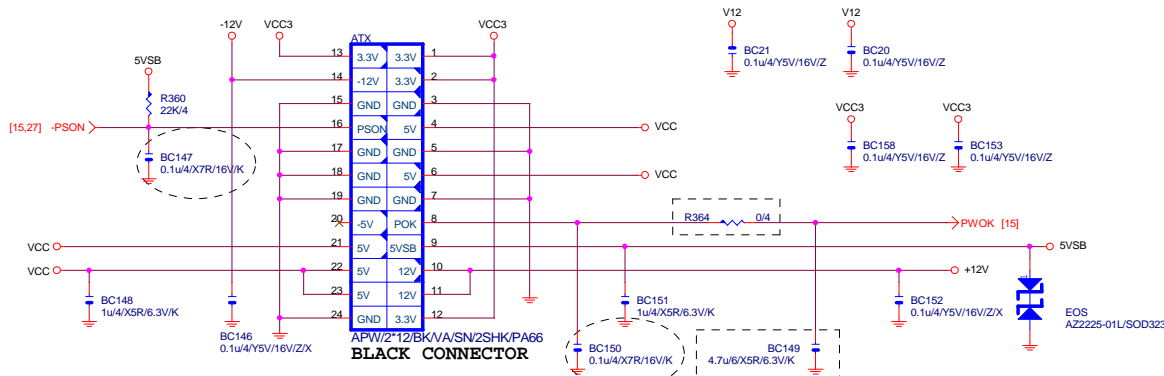 -12V VCC3 VCC3 V12 V12
ATX
13 3.3V 3.3V 1
BC21 BC20
0.1u/4/Y5V/16V/Z 0.1u/4/Y5V/16V/Z
5VSB
14 -12V 3.3V 2
R360
22K/4
15 GND GND 3
VCC3 VCC3
[15,27] -PSON 16 PSON 5V 4 VCC
BC147
0.1u/4/X7R/16V/K
17 GND GND 5
BC158 BC153
0.1u/4/Y5V/16V/Z 0.1u/4/Y5V/16V/Z
18 GND 5V 6 VCC
19 GND GND 7
20 -5V POK 8 R364 0/4 PWOK [15]
VCC 21 5V 5VSB 9 5VSB
VCC 22 5V 12V 10 +12V
23 5V 12V 11
BC148
1u/4/X5R/6.3V/K
BC151
1u/4/X5R/6.3V/K
BC152
0.1u/4/Y5V/16V/Z/X
EOS
AZ2225-01L/SOD323
24 GND 3.3V 12
BC146
0.1u/4/Y5V/16V/Z/X
APW/2*12/BK/VA/SN/2SHK/PA66
BLACK CONNECTOR
BC150
0.1u/4/X7R/16V/K
BC149
4.7u/6/X5R/6.3V/K